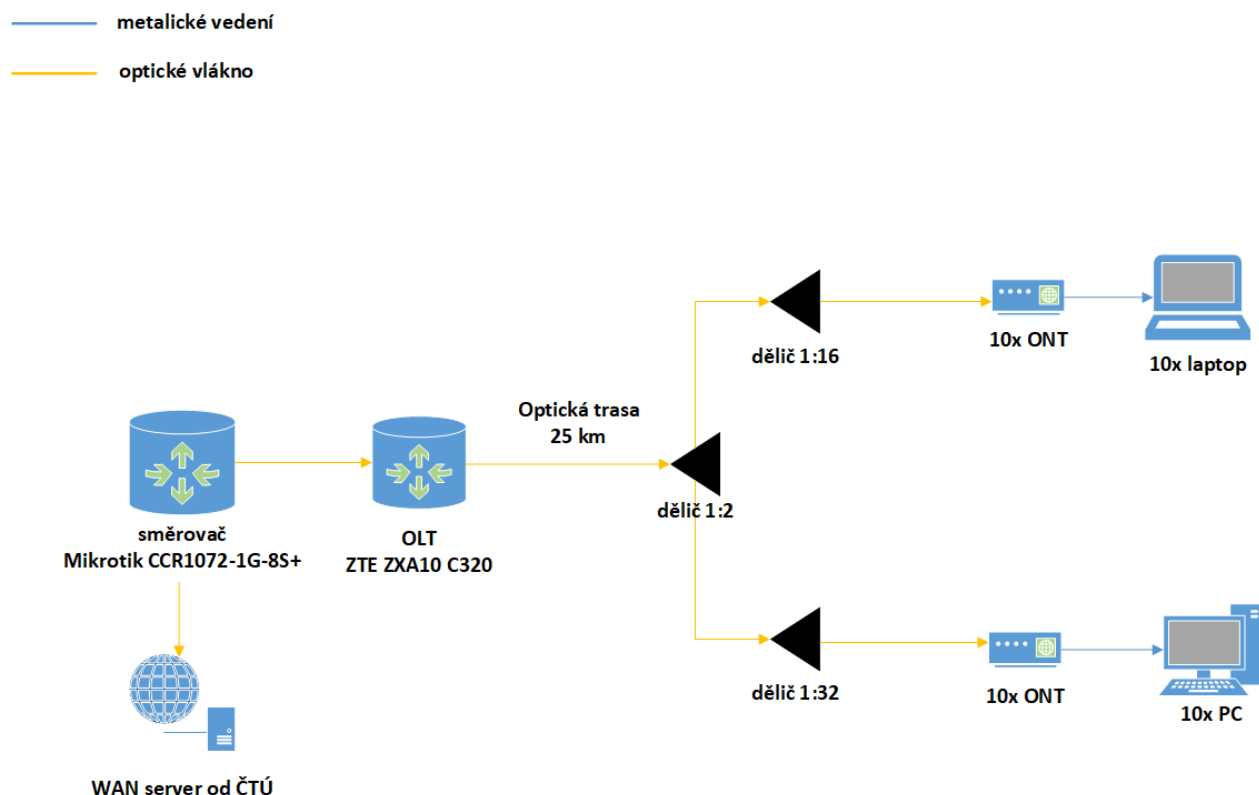 metalické vedení
optické vlákno
dělič 1:16
10x ONT
10x laptop
Optická trasa
25 km
dělič 1:2
směrovač
Mikrotik CCR1072-1G-8S+
OLT
ZTE ZXA10 C320
dělič 1:32
10x ONT
10x PC
WAN server od ČTÚ